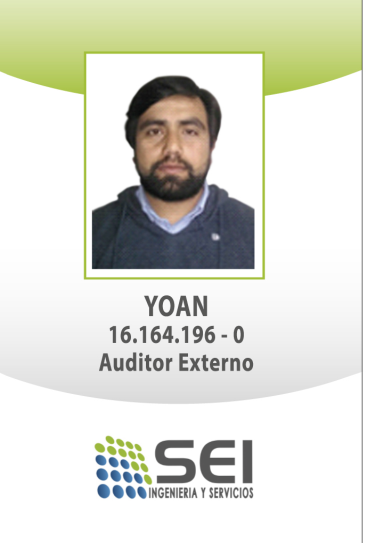 YOAN
16.164.196 - 0
Auditor Externo
SEI
INGENIERIA Y SERVICIOS